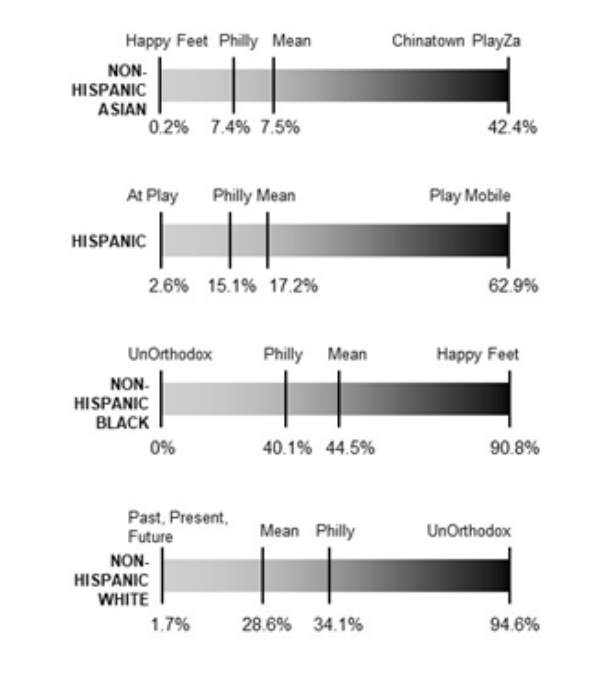 Happy Feet Philly Mean Chinatown PlayZa
NON-
HISPANIC
ASIAN
0.2% 7.4% 7.5% 42.4%
At Play Philly Mean Play Mobile
HISPANIC
2.6% 15.1% 17.2% 62.9%
UnOrthodox Philly Mean Happy Feet
NON-
HISPANIC
BLACK
0% 40.1% 44.5% 90.8%
Past, Present,
Future Mean Philly UnOrthodox
NON-
HISPANIC
WHITE
1.7% 28.6% 34.1% 94.6%